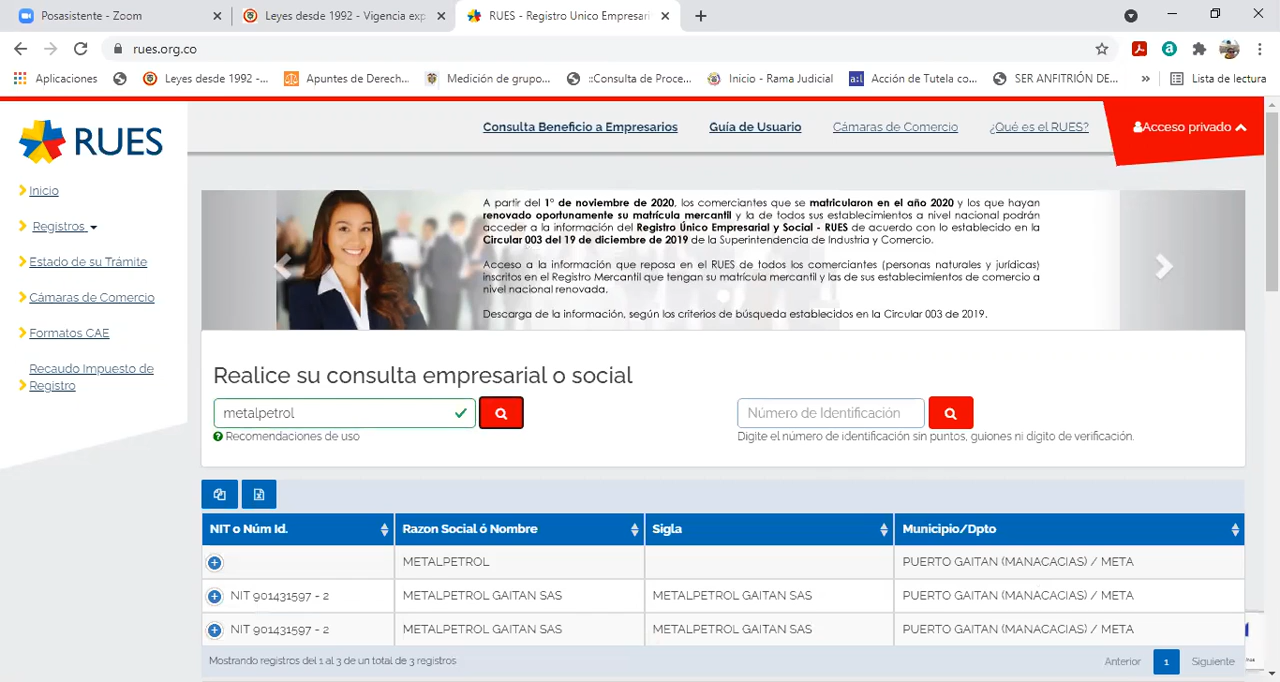 Posasistente - Zoom
Leyes desde 1992 - Vigencia exp
RUES - Registro Unico Empresari
rues.org.co
Aplicaciones
Leyes desde 1992 -...
Apuntes de Derech...
Medición de grupo...
::Consulta de Proce...
Inicio - Rama Judicial
a:l
Acción de Tutela co...
SER ANFITRIÓN DE...
»
Lista de lectura
RUES
Consulta Beneficio a Empresarios
Guía de Usuario
Cámaras de Comercio
¿Qué es el RUES?
Acceso privado
Inicio
Registros
Estado de su Trámite
Cámaras de Comercio
Formatos CAE
Recaudo Impuesto de
Registro
A partir del 1° de noviembre de 2020, los comerciantes que se matricularon en el año 2020 y los que hayan
renovado oportunamente su matrícula mercantil y la de todos sus establecimientos a nivel nacional podrán
acceder a la información del Registro Único Empresarial y Social - RUES de acuerdo con lo establecido en la
Circular 003 del 19 de diciembre de 2019 de la Superintendencia de Industria y Comercio.
Acceso a la información que reposa en el RUES de todos los comerciantes (personas naturales y jurídicas)
inscritos en el Registro Mercantil que tengan su matrícula mercantil y las de sus establecimientos de comercio a
nivel nacional renovada.
Descarga de la información, según los criterios de búsqueda establecidos en la Circular 003 de 2019.
Realice su consulta empresarial o social
metalpetrol
Recomendaciones de uso
Número de Identificación
Digite el número de identificación sin puntos, guiones ni dígito de verificación.
NIT o Núm Id. Razon Social ó Nombre Sigla Municipio/Dpto
METALPETROL PUERTO GAITAN (MANACACIAS) / META
NIT 901431597 - 2 METALPETROL GAITAN SAS METALPETROL GAITAN SAS PUERTO GAITAN (MANACACIAS) / META
NIT 901431597 - 2 METALPETROL GAITAN SAS METALPETROL GAITAN SAS PUERTO GAITAN (MANACACIAS) / META
Mostrando registros del 1 al 3 de un total de 3 registros
Anterior 1 Siguiente